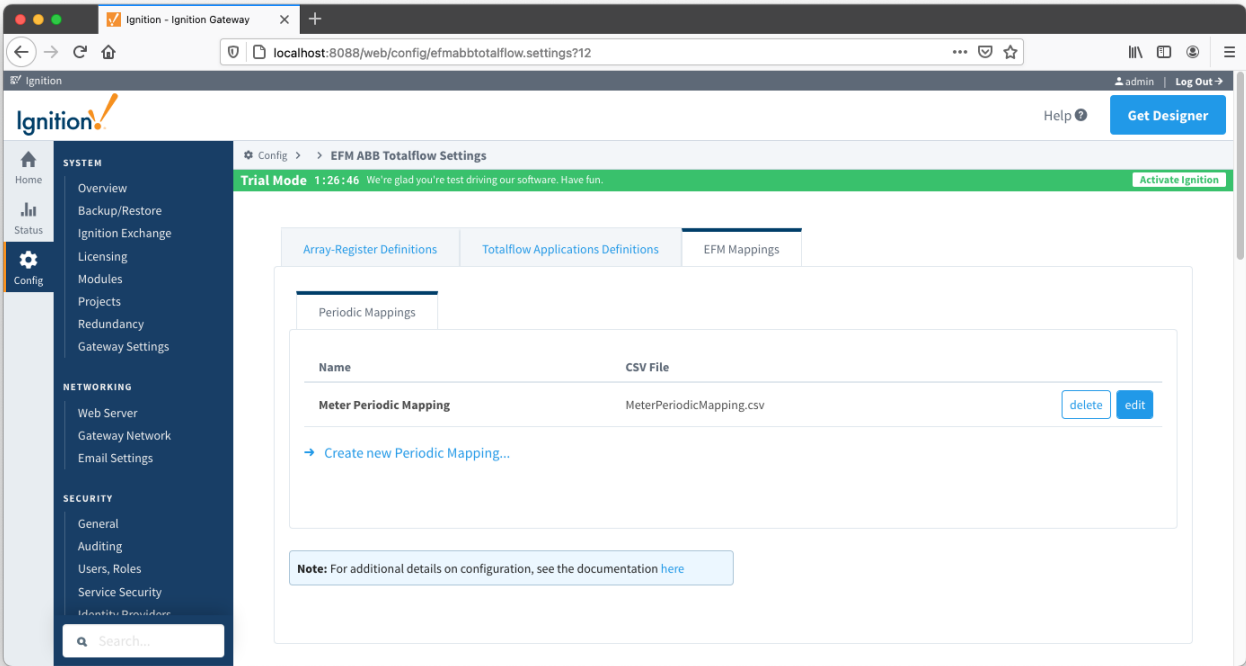 Ignition - Ignition Gateway
localhost:8088/web/config/efmabbtotalflow.settings?12
Ignition
admin | Log Out
Ignition!
Help
Get Designer
Home
Status
Config
SYSTEM
Overview
Backup/Restore
Ignition Exchange
Licensing
Modules
Projects
Redundancy
Gateway Settings
NETWORKING
Web Server
Gateway Network
Email Settings
SECURITY
General
Auditing
Users, Roles
Service Security
Identity Providers
Search...
Config > > EFM ABB Totalflow Settings
Trial Mode 1:26:46 We're glad you're test driving our software. Have fun.
Activate Ignition
Array-Register Definitions
Totalflow Applications Definitions
EFM Mappings
Periodic Mappings
Name CSV File
Meter Periodic Mapping MeterPeriodicMapping.csv delete edit
Create new Periodic Mapping...
Note: For additional details on configuration, see the documentation here